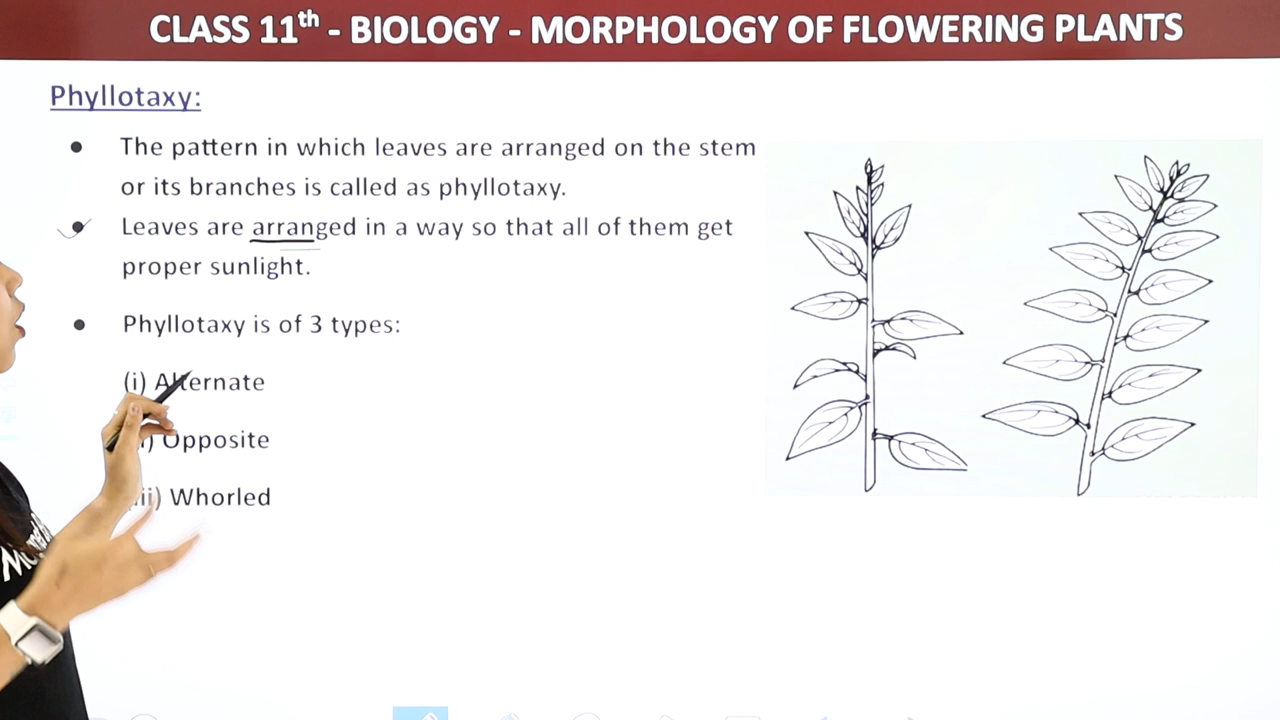 CLASS 11th - BIOLOGY - MORPHOLOGY OF FLOWERING PLANTS
Phyllotaxy:
• The pattern in which leaves are arranged on the stem
or its branches is called as phyllotaxy.
• Leaves are arranged in a way so that all of them get
proper sunlight.
• Phyllotaxy is of 3 types:
(i) Alternate
Opposite
Whorled